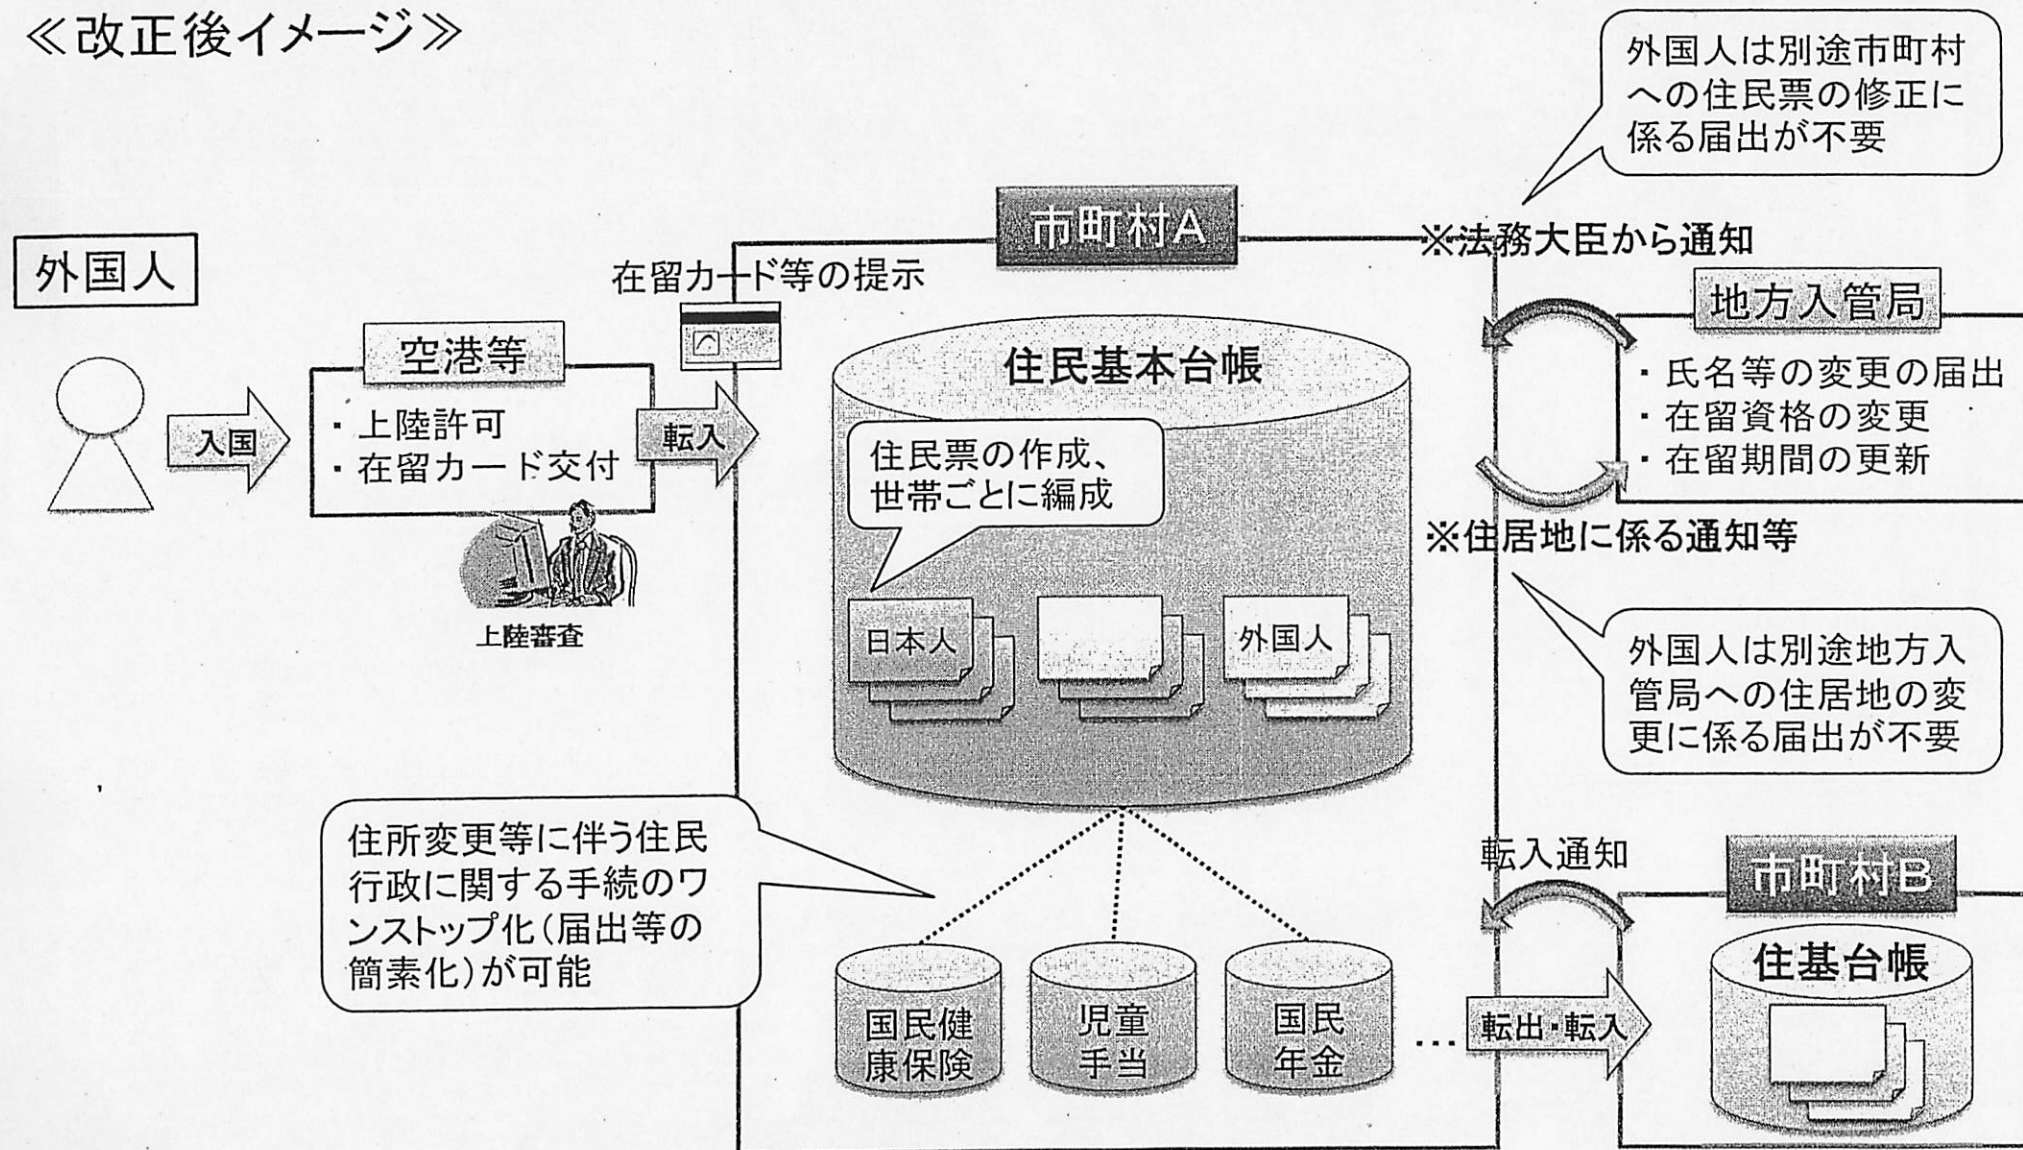 ≪改正後イメージ≫
外国人は別途市町村
への住民票の修正に
係る届出が不要
市町村A
※法務大臣から通知
外国人
在留カード等の提示
地方入管局
空港等
住民基本台帳
・氏名等の変更の届出
・在留資格の変更
・在留期間の更新
入国
・上陸許可
・在留カード交付
転入
住民票の作成、
世帯ごとに編成
※住居地に係る通知等
上陸審査
日本人
外国人
外国人は別途地方入
管局への住居地の変
更に係る届出が不要
住所変更等に伴う住民
行政に関する手続のワ
ンストップ化(届出等の
簡素化)が可能
転入通知
市町村B
住基台帳
国民健
康保険
児童
手当
国民
年金
…
転出・転入